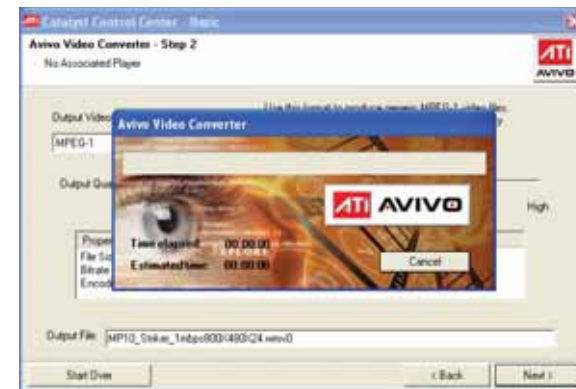 Catalyst Control Center - Basic
Avivo Video Converter - Step 2
No Associated Player
ATI
AVIVO
Use this format to produce generic MPEG-1 video files
Output Video
MPEG-1
Avivo Video Converter
ATI AVIVO
Output Qua
High
Time elapsed: 00:00:00
Estimated time: 00:00:00
Cancel
Proper
File Siz
Bitrate
Encod
Output File:
Start Over
< Back
Next >